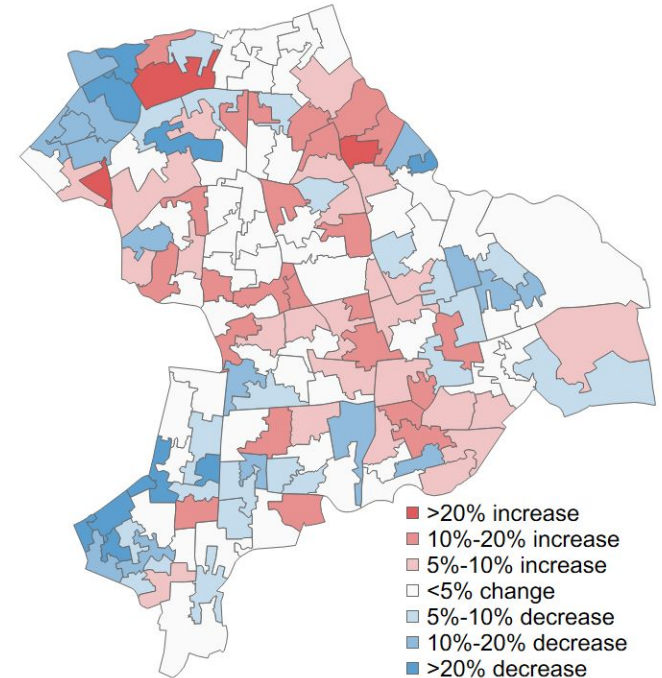 >20% increase
10%-20% increase
5%-10% increase
<5% change
5%-10% decrease
10%-20% decrease
>20% decrease